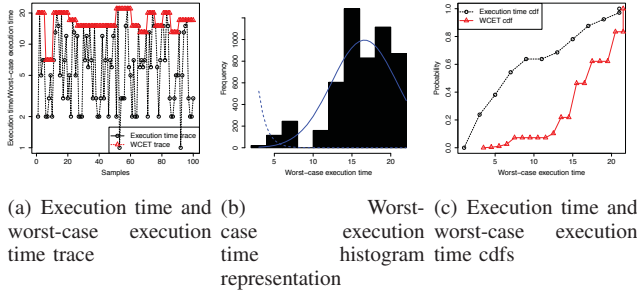 Execution time/Worst−case execution time
1 2 5 10 20
0 20 40 60 80 100
Samples
Execution time trace
WCET trace
Frequency
0 200 400 600 800 1000
5 10 15 20
Worst−case execution time
Probability
0.0 0.2 0.4 0.6 0.8 1.0
0 5 10 15 20
Worst−case execution time
Execution time cdf
WCET cdf
(a) Execution time and
worst-case execution
time trace
(b) Worst-
case execution
time histogram
representation
(c) Execution time and
worst-case execution
time cdfs